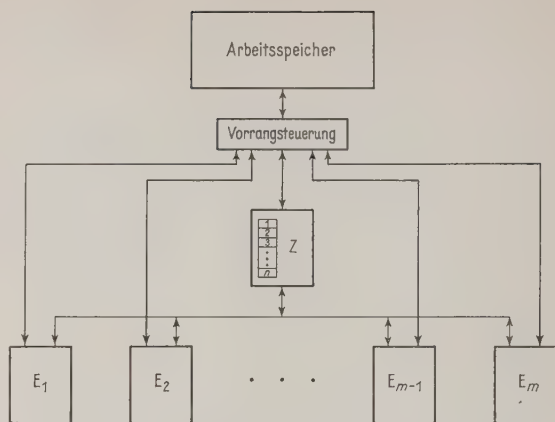 Arbeitsspeicher
Vorrangsteuerung
1
2
3
Z
n
E₁
E₂
. . .
Eₘ₋₁
Eₘ